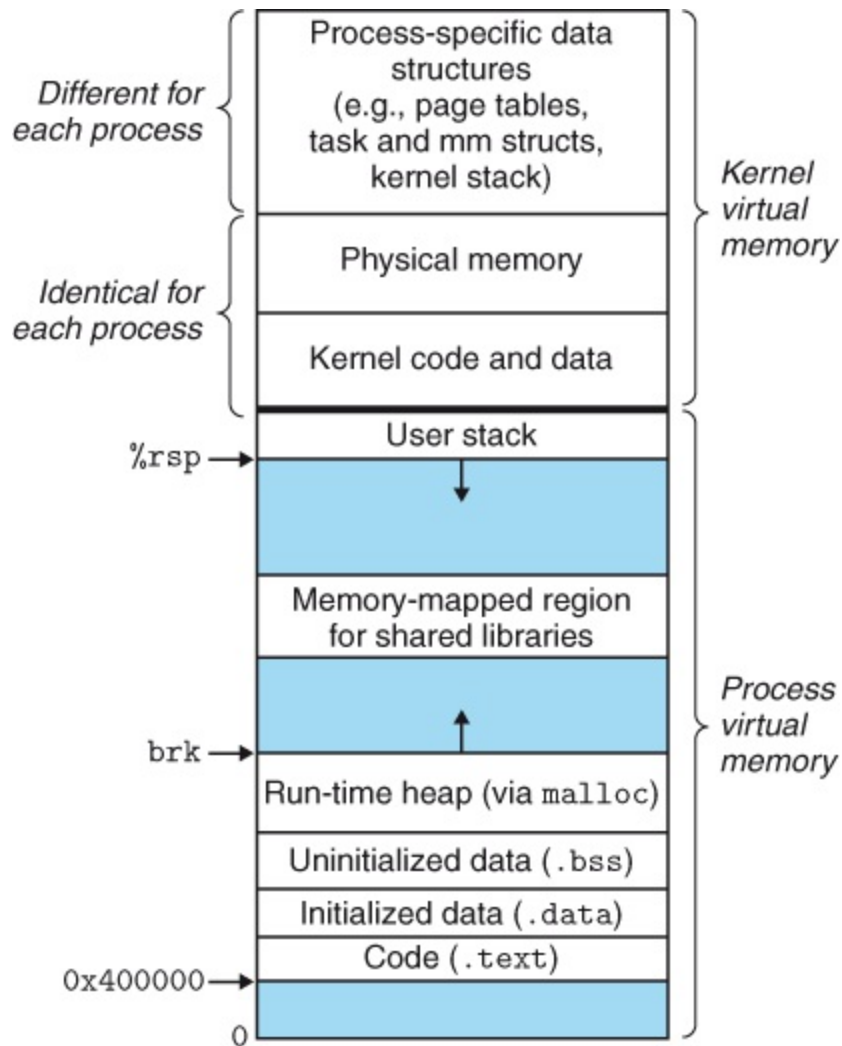 Process-specific data
structures
(e.g., page tables,
task and mm structs,
kernel stack)
Different for
each process
Kernel
virtual
memory
Physical memory
Identical for
each process
Kernel code and data
User stack
%rsp
Memory-mapped region
for shared libraries
Process
virtual
memory
brk
Run-time heap (via malloc)
Uninitialized data (.bss)
Initialized data (.data)
Code (.text)
0x400000
0